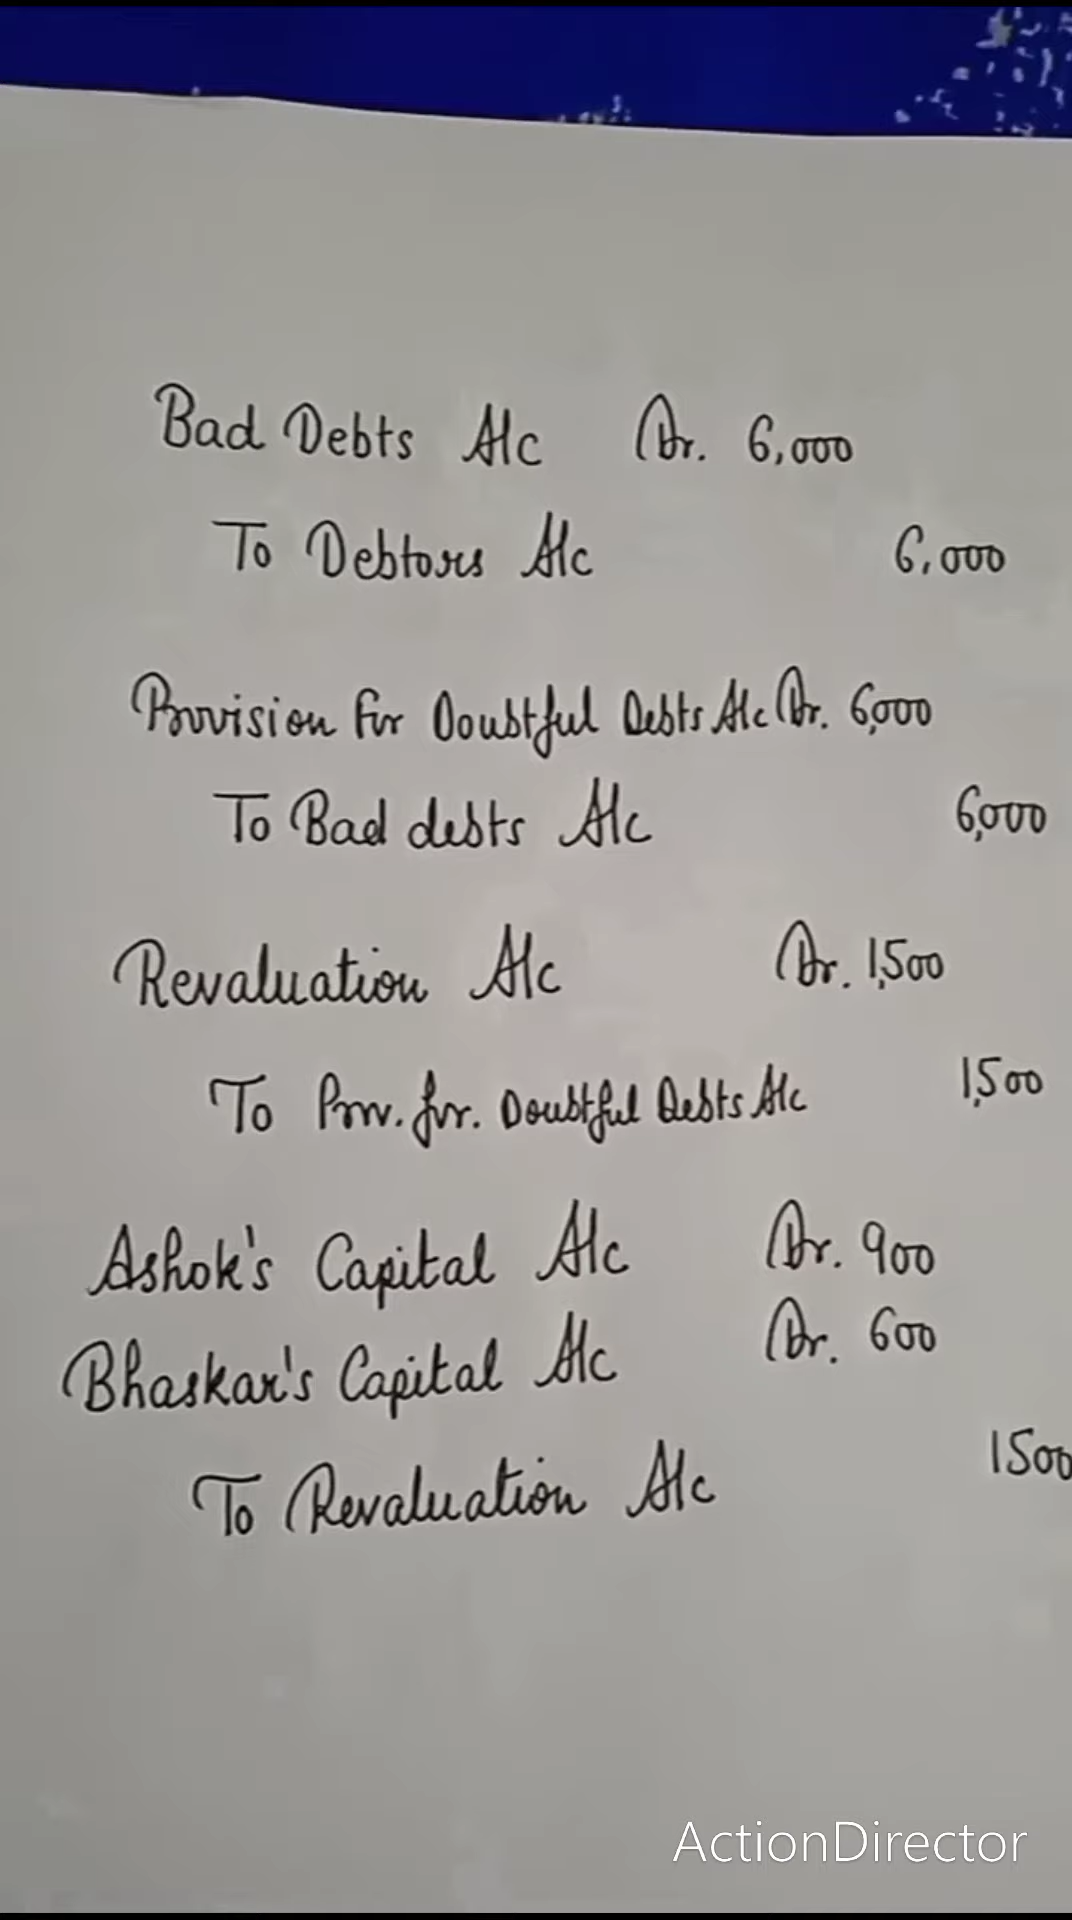 Bad Debts A/c Dr. 6,000
To Debtors A/c 6,000
Provision for Doubtful Debts A/c Dr. 6,000
To Bad debts A/c 6,000
Revaluation A/c Dr. 1,500
To Prov. for. Doubtful Debts A/c 1,500
Ashok's Capital A/c Dr. 900
Bhaskar's Capital A/c Dr. 600
To Revaluation A/c 1500
ActionDirector